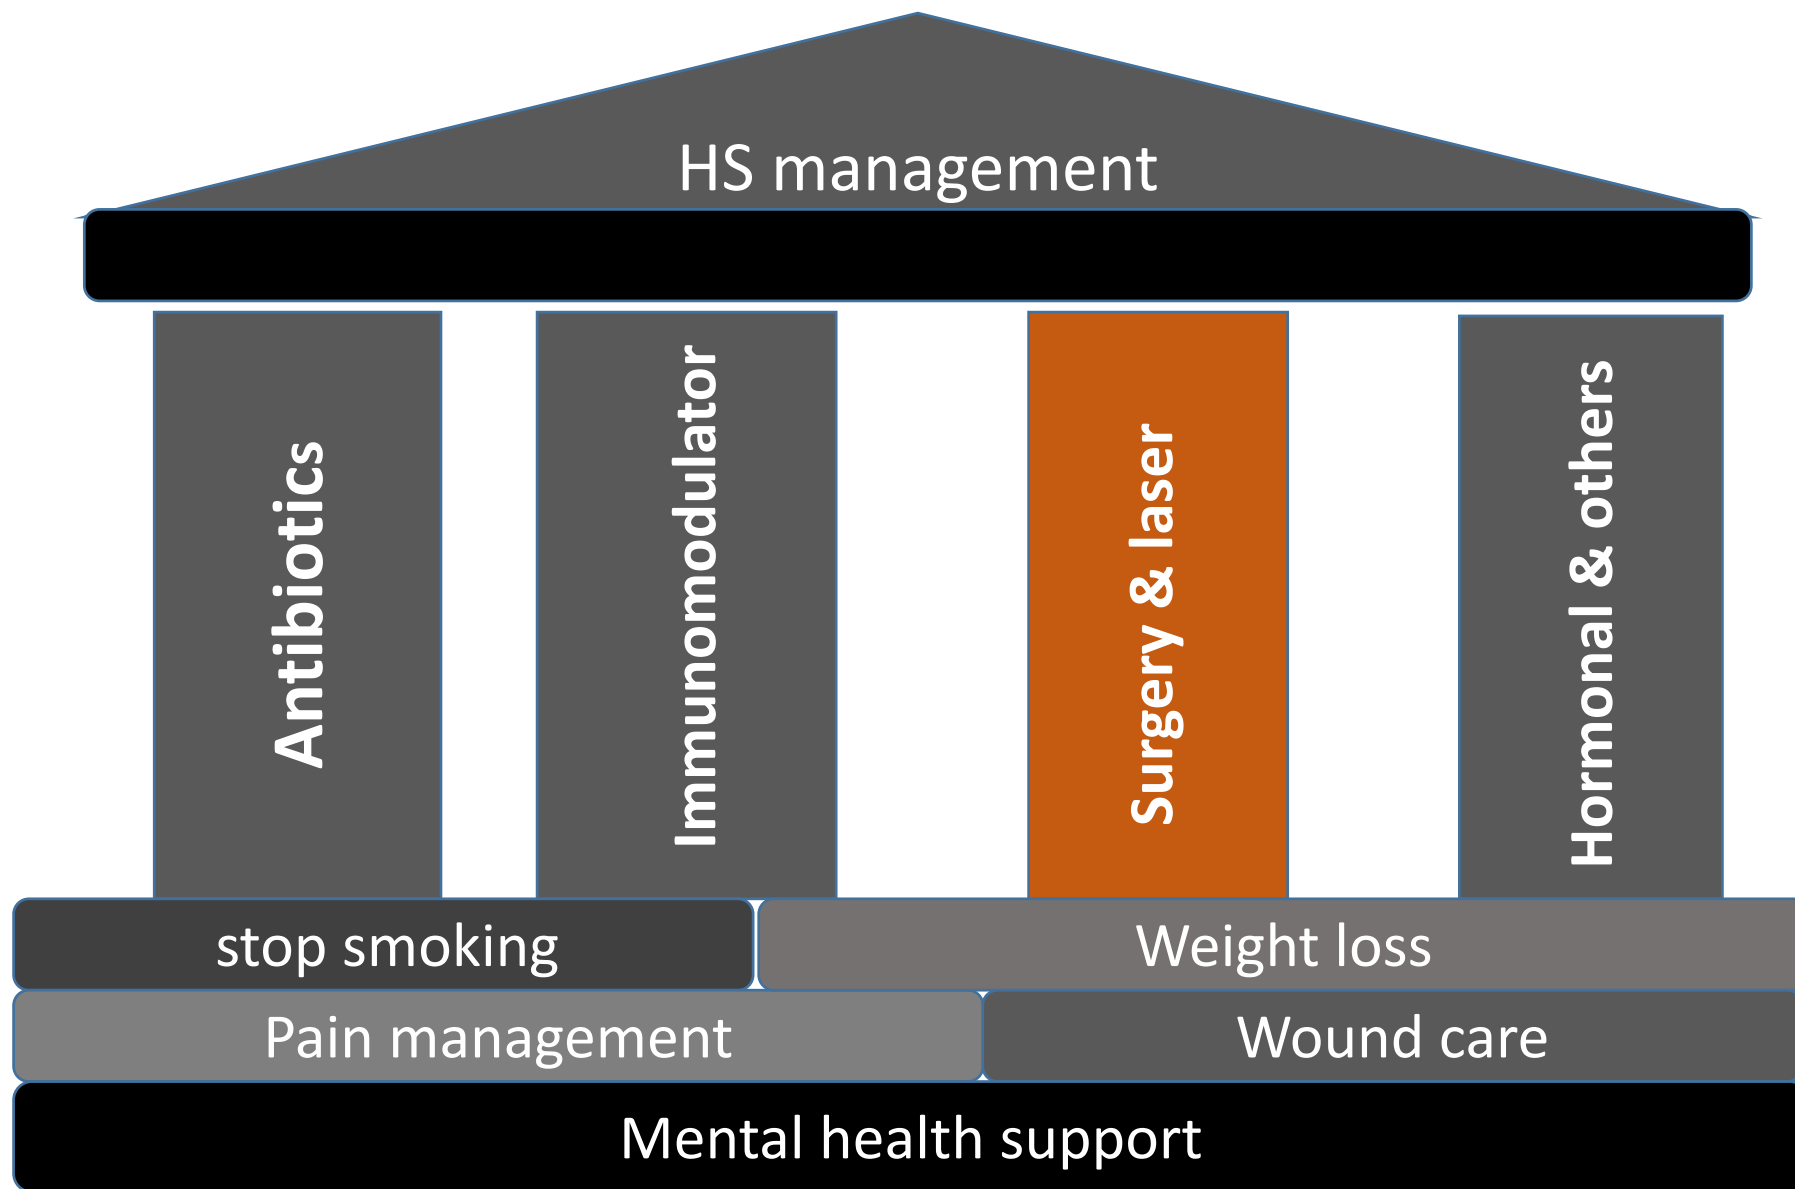 HS management
Antibiotics
Immunomodulator
Surgery & laser
Hormonal & others
stop smoking
Weight loss
Pain management
Wound care
Mental health support